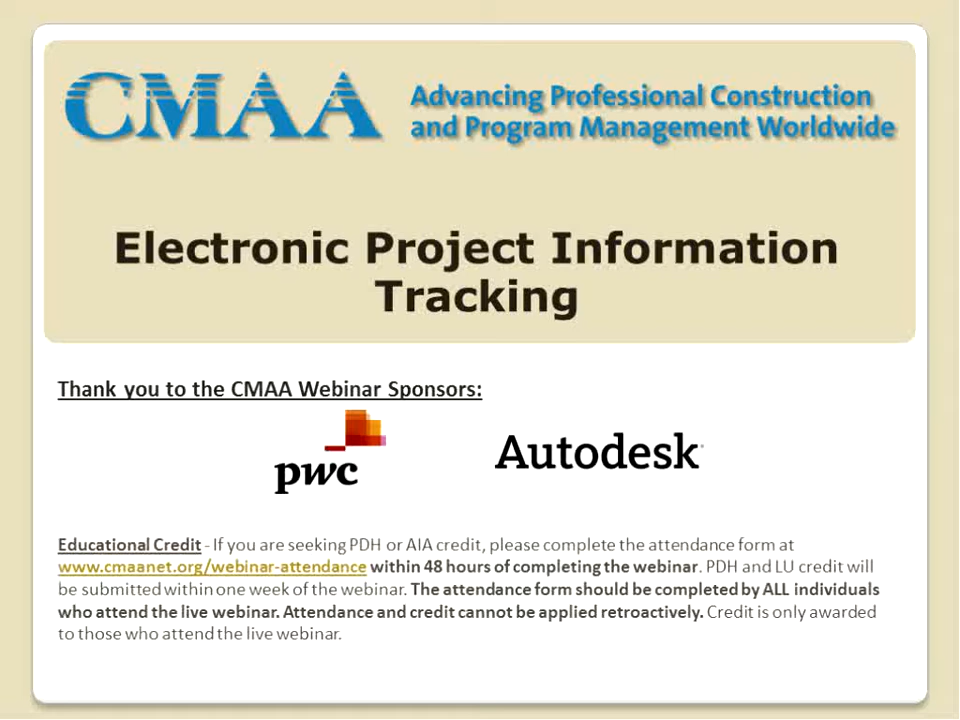 CMAA Advancing Professional Construction
and Program Management Worldwide
Electronic Project Information
Tracking
Thank you to the CMAA Webinar Sponsors:
pwc Autodesk
Educational Credit - If you are seeking PDH or AIA credit, please complete the attendance form at
www.cmaanet.org/webinar-attendance within 48 hours of completing the webinar. PDH and LU credit will
be submitted within one week of the webinar. The attendance form should be completed by ALL individuals
who attend the live webinar. Attendance and credit cannot be applied retroactively. Credit is only awarded
to those who attend the live webinar.